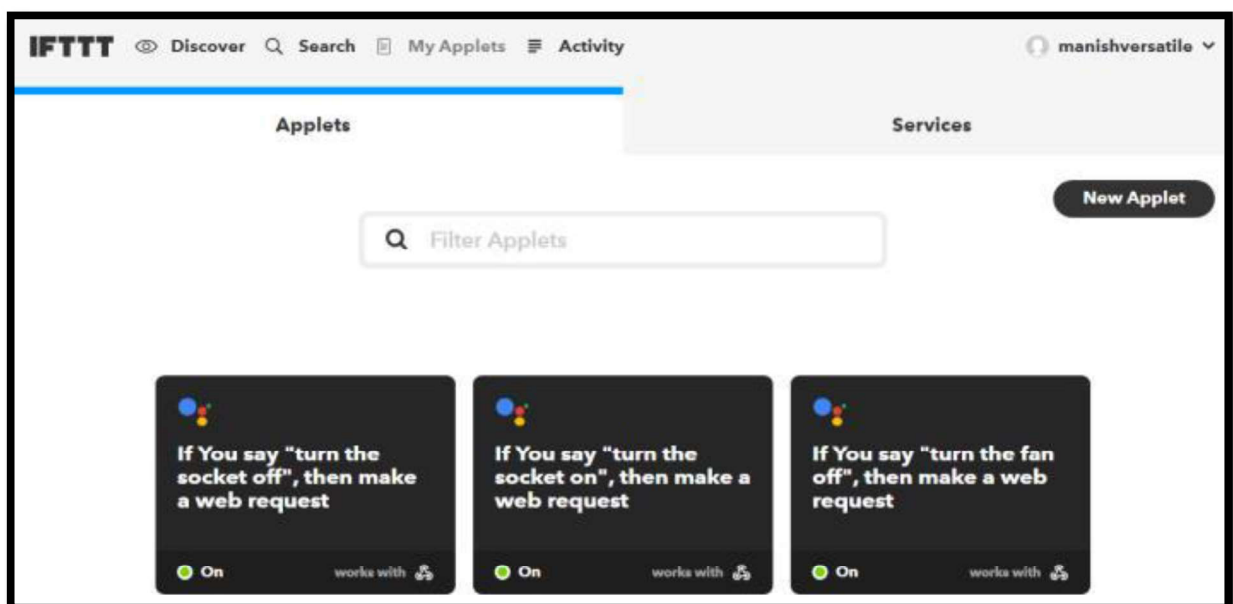 IFTTT Discover Search My Applets Activity manishversatile
Applets Services
New Applet
Filter Applets
If You say "turn the
socket off", then make
a web request
On works with
If You say "turn the
socket on", then make a
web request
On works with
If You say "turn the fan
off", then make a web
request
On works with